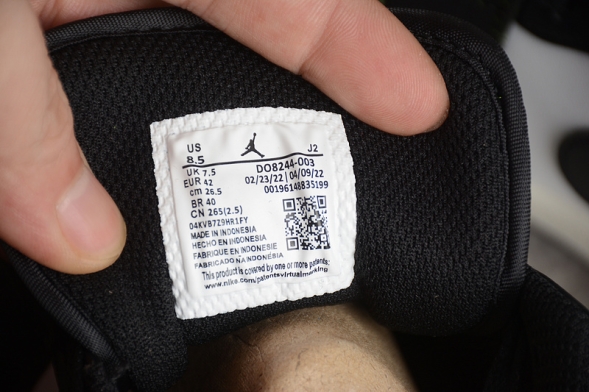 US J2
8.5
UK 7.5 DO8244-003
EUR 42 02/23/22 | 04/09/22
cm 26.5 00196148835199
BR 40
CN 265(2.5)
04KVB7Z9HR1FY
MADE IN INDONESIA
HECHO EN INDONESIA
FABRIQUE EN INDONESIE
FABRICADO NA INDONÉSIA
This product is covered by one or more patents:
www.nike.com/patentsvirtualmarking